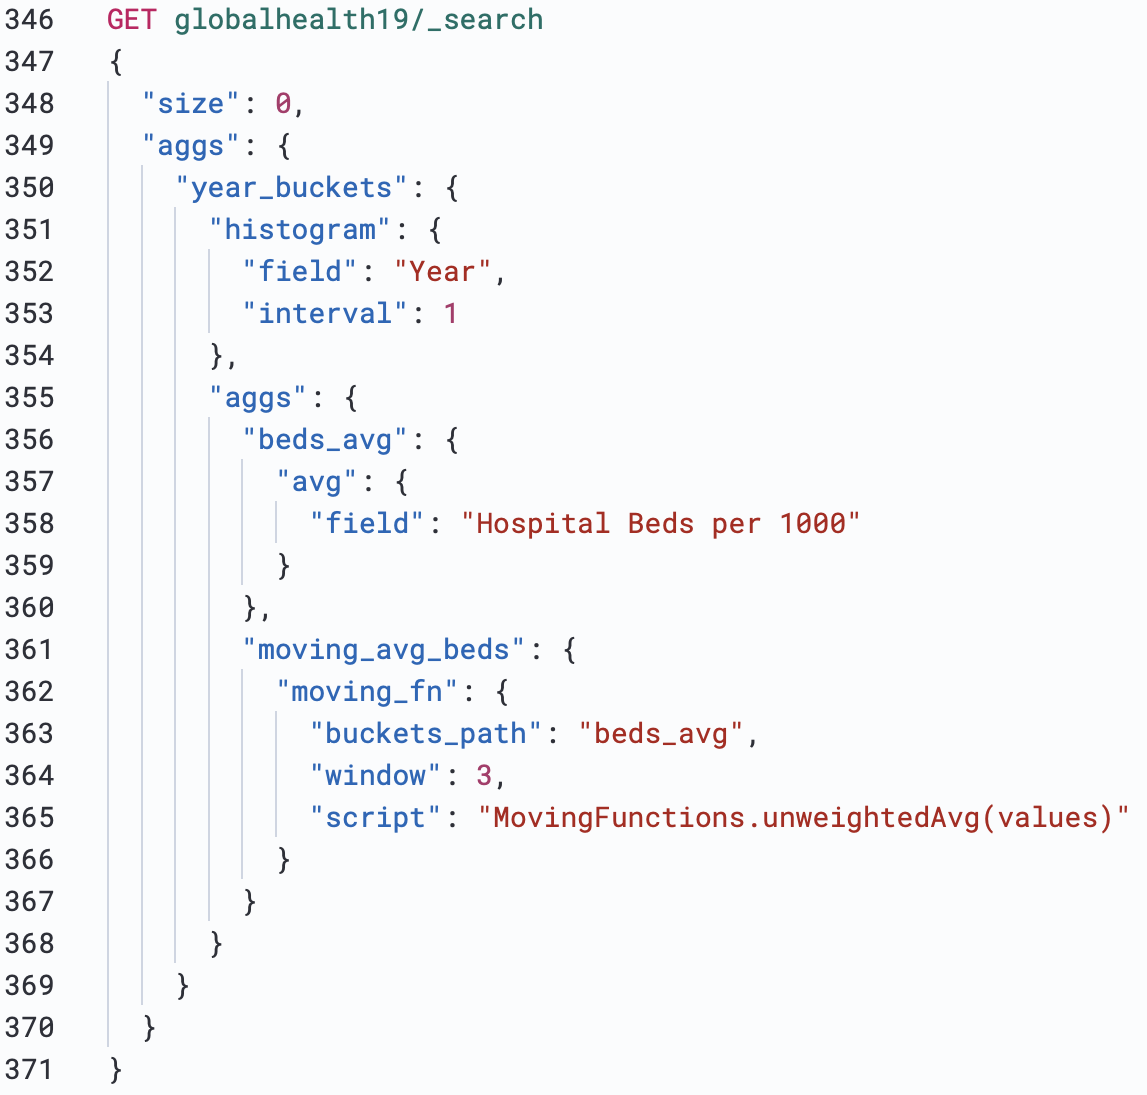 346 GET globalhealth19/_search
347 {
348 "size": 0,
349 "aggs": {
350 "year_buckets": {
351 "histogram": {
352 "field": "Year",
353 "interval": 1
354 },
355 "aggs": {
356 "beds_avg": {
357 "avg": {
358 "field": "Hospital Beds per 1000"
359 }
360 },
361 "moving_avg_beds": {
362 "moving_fn": {
363 "buckets_path": "beds_avg",
364 "window": 3,
365 "script": "MovingFunctions.unweightedAvg(values)"
366 }
367 }
368 }
369 }
370 }
371 }